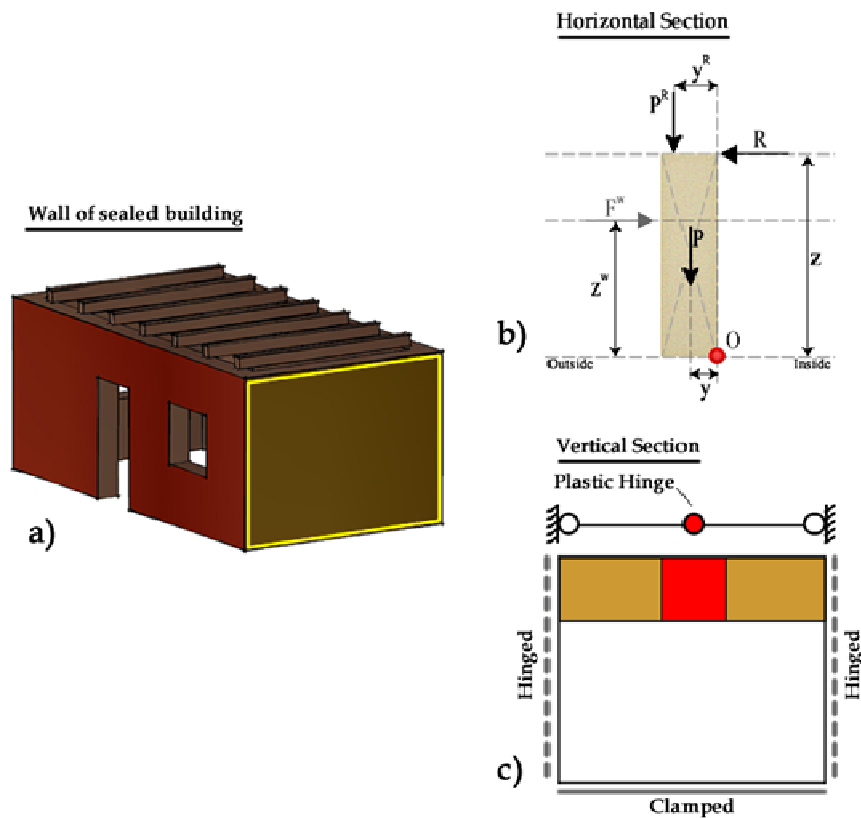 Wall of sealed building
a)
Horizontal Section
y^R
P^R
R
F^w
P
z
z^w
O
b)
Outside
Inside
y
Vertical Section
Plastic Hinge
Hinged
Hinged
c)
Clamped